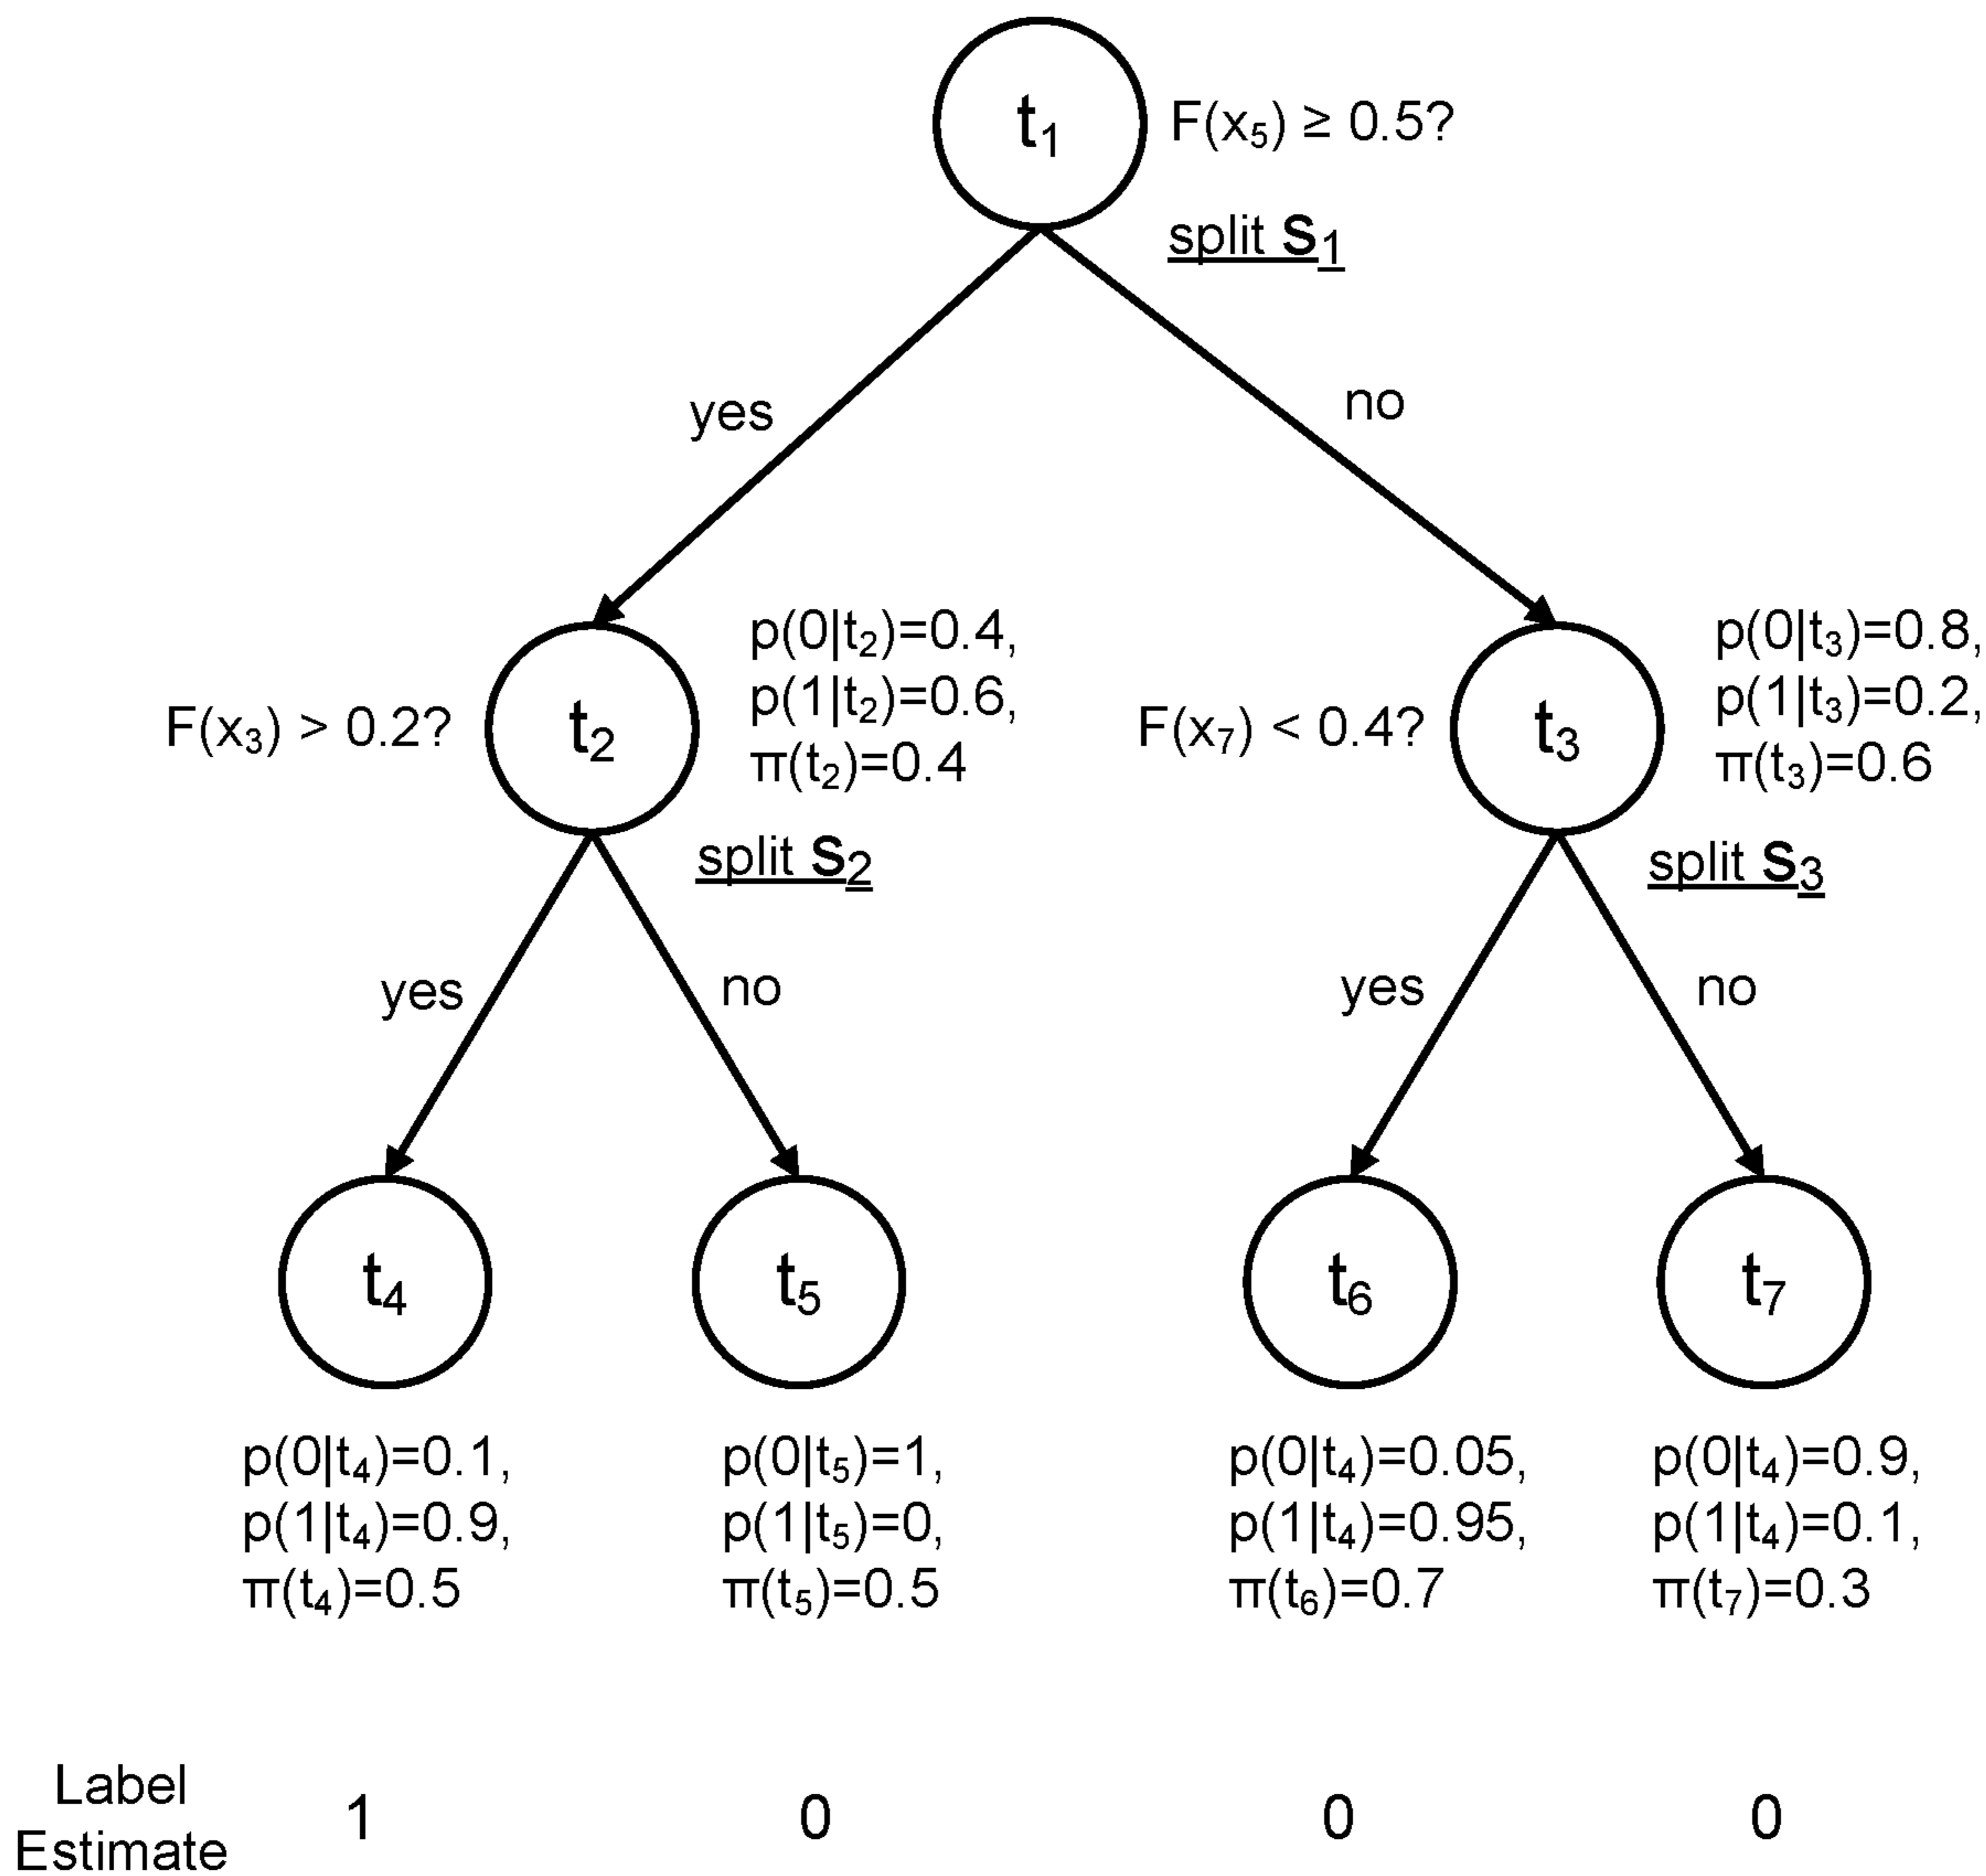 t₁
F(x₅) ≥ 0.5?
split s₁
yes
no
F(x₃) > 0.2?
t₂
p(0|t₂)=0.4,
p(1|t₂)=0.6,
π(t₂)=0.4
split s₂
F(x₇) < 0.4?
t₃
p(0|t₃)=0.8,
p(1|t₃)=0.2,
π(t₃)=0.6
split s₃
yes
no
yes
no
t₄
t₅
t₆
t₇
p(0|t₄)=0.1,
p(1|t₄)=0.9,
π(t₄)=0.5
p(0|t₅)=1,
p(1|t₅)=0,
π(t₅)=0.5
p(0|t₄)=0.05,
p(1|t₄)=0.95,
π(t₆)=0.7
p(0|t₄)=0.9,
p(1|t₄)=0.1,
π(t₇)=0.3
Label
Estimate
1
0
0
0